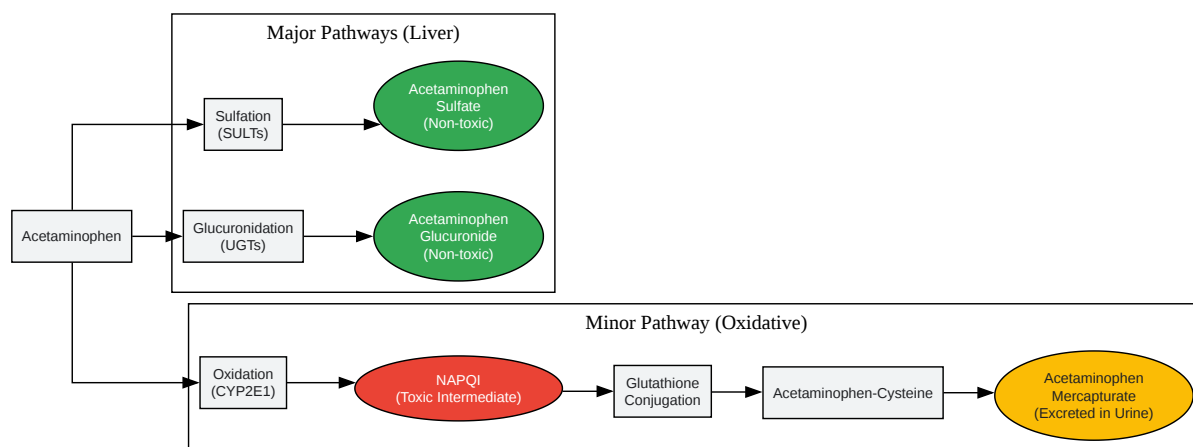 Major Pathways (Liver)
Acetaminophen
Sulfate
(Non-toxic)
Sulfation
(SULTs)
Acetaminophen
Glucuronidation
(UGTs)
Acetaminophen
Glucuronide
(Non-toxic)
Minor Pathway (Oxidative)
Oxidation
(CYP2E1)
NAPQI
(Toxic Intermediate)
Glutathione
Conjugation
Acetaminophen-Cysteine
Acetaminophen
Mercapturate
(Excreted in Urine)